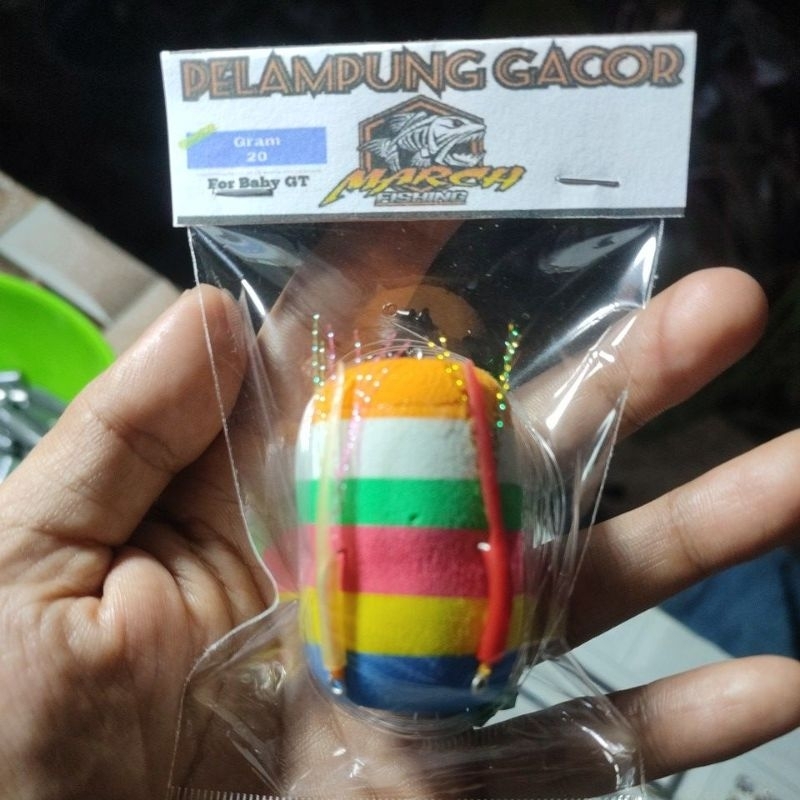 PELAMPUNG GACOR
Gram
20
For Baby GT
MARCH
FISHING